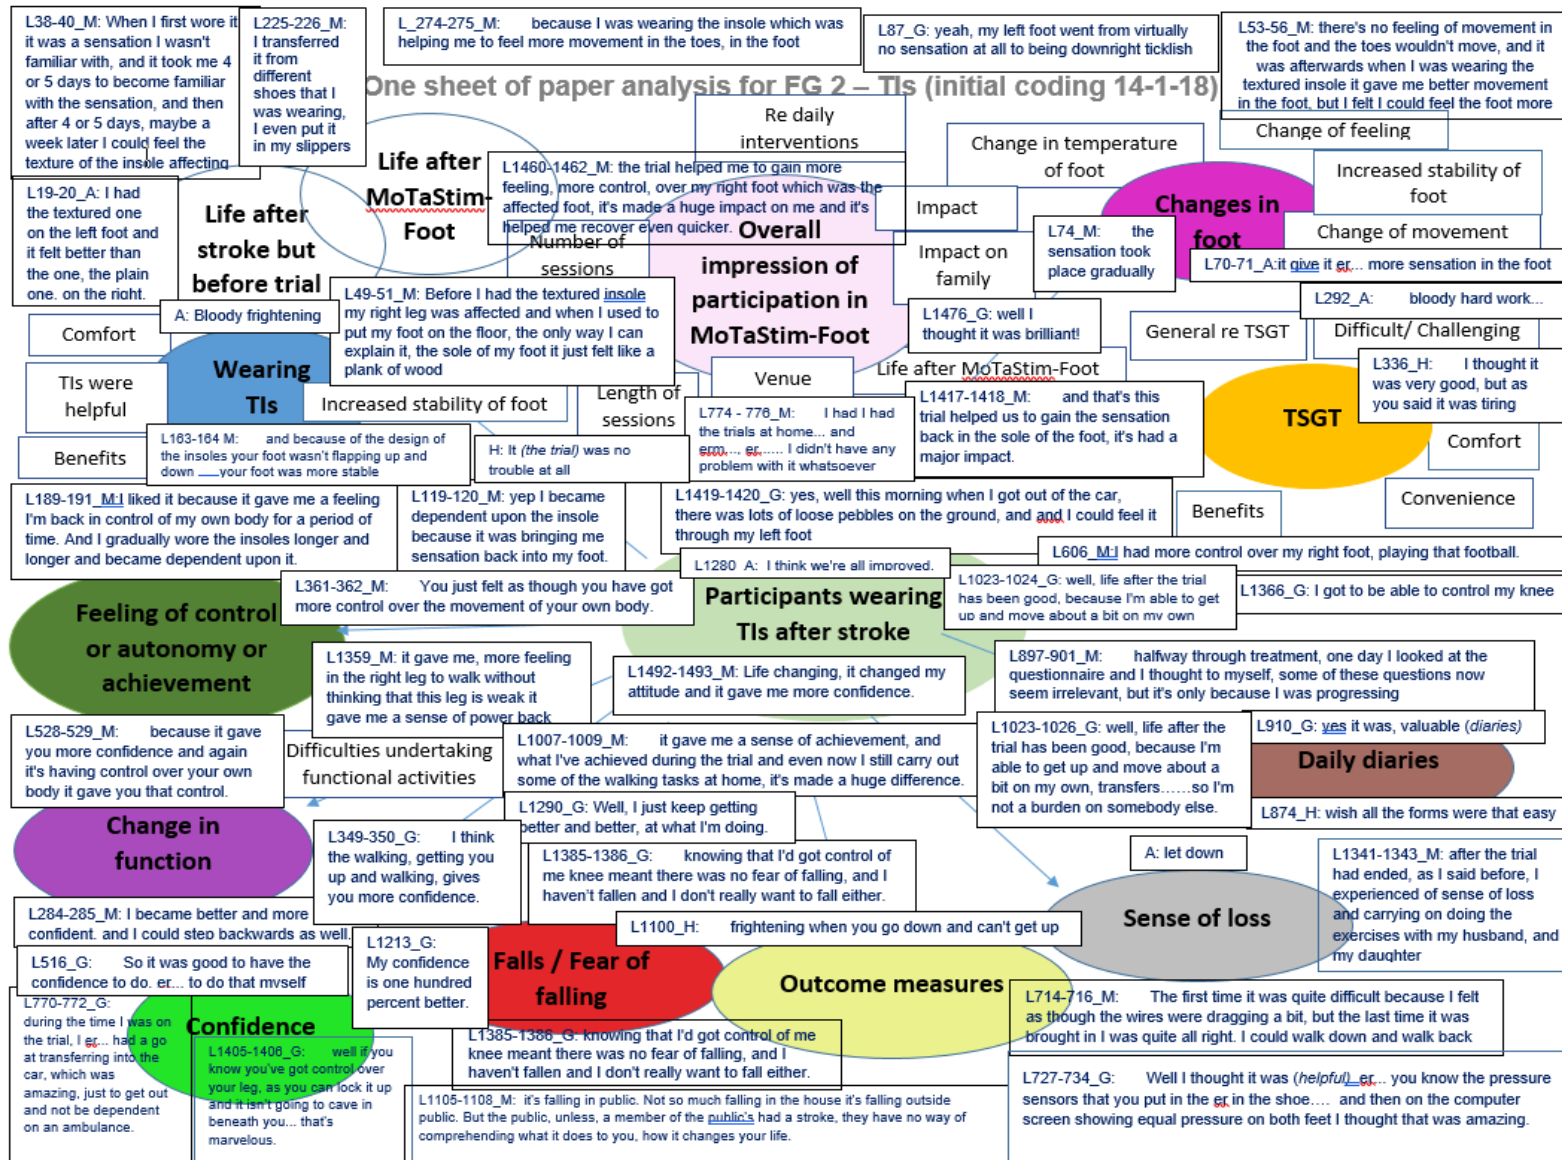 L38-40_M: When I first wore it
it was a sensation I wasn't
familiar with, and it took me 4
or 5 days to become familiar
with the sensation, and then
after 4 or 5 days, maybe a
week later I could feel the
texture of the insole affecting
L225-226_M:
I transferred
it from
different
shoes that I
was wearing,
I even put it
in my slippers
L_274-275_M: because I was wearing the insole which was
helping me to feel more movement in the toes, in the foot
L87_G: yeah, my left foot went from virtually
no sensation at all to being downright ticklish
L53-56_M: there's no feeling of movement in
the foot and the toes wouldn't move, and it
was afterwards when I was wearing the
textured insole it gave me better movement
in the foot, but I felt I could feel the foot more
One sheet of paper analysis for FG 2 – TIs (initial coding 14-1-18)
Re daily
interventions
Change in temperature
of foot
Change of feeling
Increased stability of
foot
Life after
MoTaStim-
Foot
L1460-1462_M: the trial helped me to gain more
feeling, more control, over my right foot which was the
affected foot, it's made a huge impact on me and it's
helped me recover even quicker.
Impact
Changes in
foot
Change of movement
L19-20_A: I had
the textured one
on the left foot and
it felt better than
the one, the plain
one, on the right.
Life after
stroke but
before trial
Number of
sessions
Overall
impression of
participation in
MoTaStim-Foot
Impact on
family
L74_M: the
sensation took
place gradually
L70-71_A:it give it er... more sensation in the foot
L292_A: bloody hard work...
A: Bloody frightening
L49-51_M: Before I had the textured insole
my right leg was affected and when I used to
put my foot on the floor, the only way I can
explain it, the sole of my foot it just felt like a
plank of wood
L1476_G: well I
thought it was brilliant!
General re TSGT
Difficult/ Challenging
Comfort
Wearing
TIs
TIs were
helpful
Increased stability of foot
Length of
sessions
Venue
Life after MoTaStim-Foot
L336_H: I thought it
was very good, but as
you said it was tiring
TSGT
L774 - 776_M: I had I had
the trials at home... and
erm..., er...... I didn't have any
problem with it whatsoever
L1417-1418_M: and that's this
trial helped us to gain the sensation
back in the sole of the foot, it's had a
major impact.
Comfort
Benefits
L163-164 M: and because of the design of
the insoles your foot wasn't flapping up and
down your foot was more stable
H: It (the trial) was no
trouble at all
Convenience
Benefits
L189-191_M:I liked it because it gave me a feeling
I'm back in control of my own body for a period of
time. And I gradually wore the insoles longer and
longer and became dependent upon it.
L119-120_M: yep I became
dependent upon the insole
because it was bringing me
sensation back into my foot.
L1419-1420_G: yes, well this morning when I got out of the car,
there was lots of loose pebbles on the ground, and and I could feel it
through my left foot
L606_M:I had more control over my right foot, playing that football.
L1280_A: I think we're all improved.
L1023-1024_G: well, life after the trial
has been good, because I'm able to get
up and move about a bit on my own
L1366_G: I got to be able to control my knee
Feeling of control
or autonomy or
achievement
L361-362_M: You just felt as though you have got
more control over the movement of your own body.
Participants wearing
TIs after stroke
L1359_M: it gave me, more feeling
in the right leg to walk without
thinking that this leg is weak it
gave me a sense of power back
L1492-1493_M: Life changing, it changed my
attitude and it gave me more confidence.
L897-901_M: halfway through treatment, one day I looked at the
questionnaire and I thought to myself, some of these questions now
seem irrelevant, but it's only because I was progressing
L528-529_M: because it gave
you more confidence and again
it's having control over your own
body it gave you that control.
Difficulties undertaking
functional activities
L1007-1009_M: it gave me a sense of achievement, and
what I've achieved during the trial and even now I still carry out
some of the walking tasks at home, it's made a huge difference.
L1023-1026_G: well, life after the
trial has been good, because I'm
able to get up and move about a
bit on my own, transfers......so I'm
not a burden on somebody else.
L910_G: yes it was, valuable (diaries)
Daily diaries
L874_H: wish all the forms were that easy
Change in
function
L1290_G: Well, I just keep getting
better and better, at what I'm doing.
L349-350_G: I think
the walking, getting you
up and walking, gives
you more confidence.
L1385-1386_G: knowing that I'd got control of
me knee meant there was no fear of falling, and I
haven't fallen and I don't really want to fall either.
A: let down
L1341-1343_M: after the trial
had ended, as I said before, I
experienced of sense of loss
and carrying on doing the
exercises with my husband, and
my daughter
Sense of loss
L284-285_M: I became better and more
confident, and I could step backwards as well.
L1100_H: frightening when you go down and can't get up
L516_G: So it was good to have the
confidence to do, er... to do that myself
L1213_G:
My confidence
is one hundred
percent better.
Falls / Fear of
falling
Outcome measures
L770-772_G:
during the time I was on
the trial, I er... had a go
at transferring into the
car, which was
amazing, just to get out
and not be dependent
on an ambulance.
Confidence
L1405-1406_G: well if you
know you've got control over
your leg, as you can lock it up
and it isn't going to cave in
beneath you... that's
marvelous.
L1385-1386_G: knowing that I'd got control of me
knee meant there was no fear of falling, and I
haven't fallen and I don't really want to fall either.
L714-716_M: The first time it was quite difficult because I felt
as though the wires were dragging a bit, but the last time it was
brought in I was quite all right. I could walk down and walk back
L1105-1108_M: it's falling in public. Not so much falling in the house it's falling outside
public. But the public, unless, a member of the public's had a stroke, they have no way of
comprehending what it does to you, how it changes your life.
L727-734_G: Well I thought it was (helpful) er... you know the pressure
sensors that you put in the er in the shoe.... and then on the computer
screen showing equal pressure on both feet I thought that was amazing.